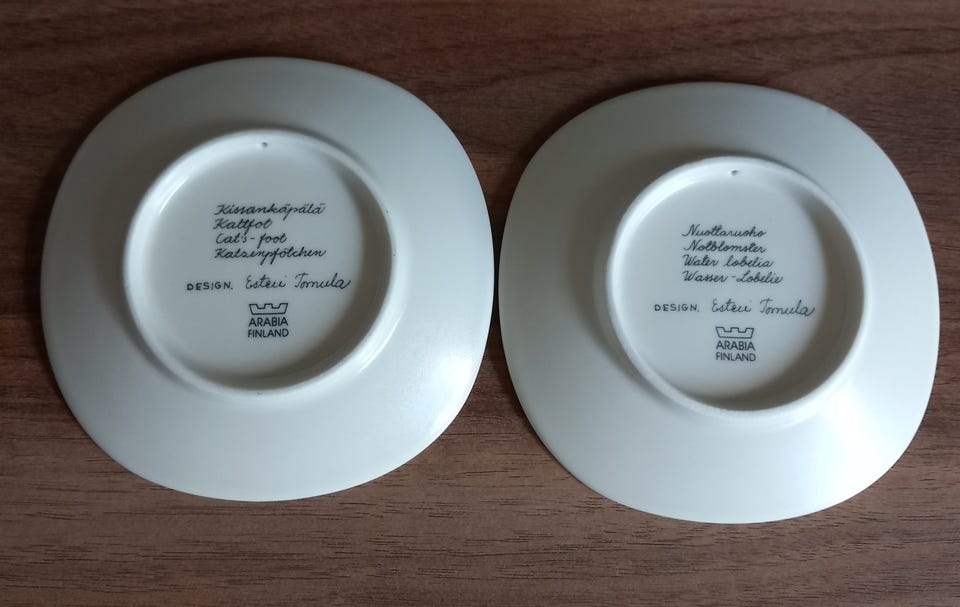 Kissankäpälä
Kattfot
Cat's-foot
Katzenpfötchen
DESIGN. Esteri Tomula
ARABIA
FINLAND
Nuottaruoho
Notblomster
Water lobelia
Wasser-Lobelie
DESIGN. Esteri Tomula
ARABIA
FINLAND